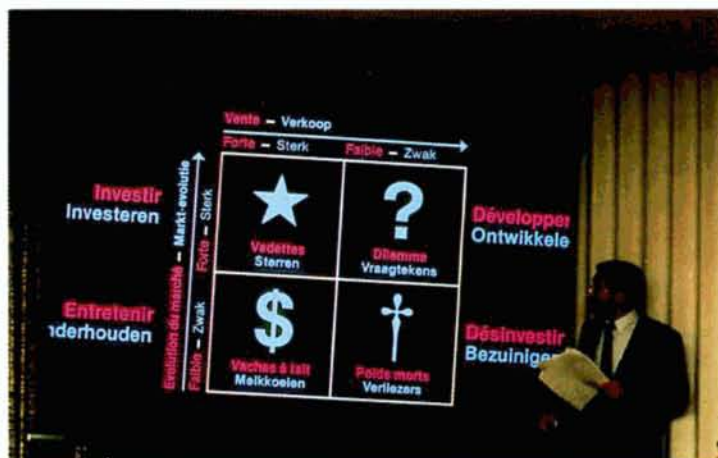 Vente – Verkoop
Forte – Sterk
Faible – Zwak
Investir
Investeren
Evolution du marché – Markt-evolutie
Forte – Sterk
Faible – Zwak
★
Vedettes
Sterren
?
Dilemme
Vraagtekens
Développer
Ontwikkele
Entretenir
nderhouden
$
Vaches à lait
Melkkoeien
†
Poids morts
Verliezers
Désinvestir
Bezuinigen